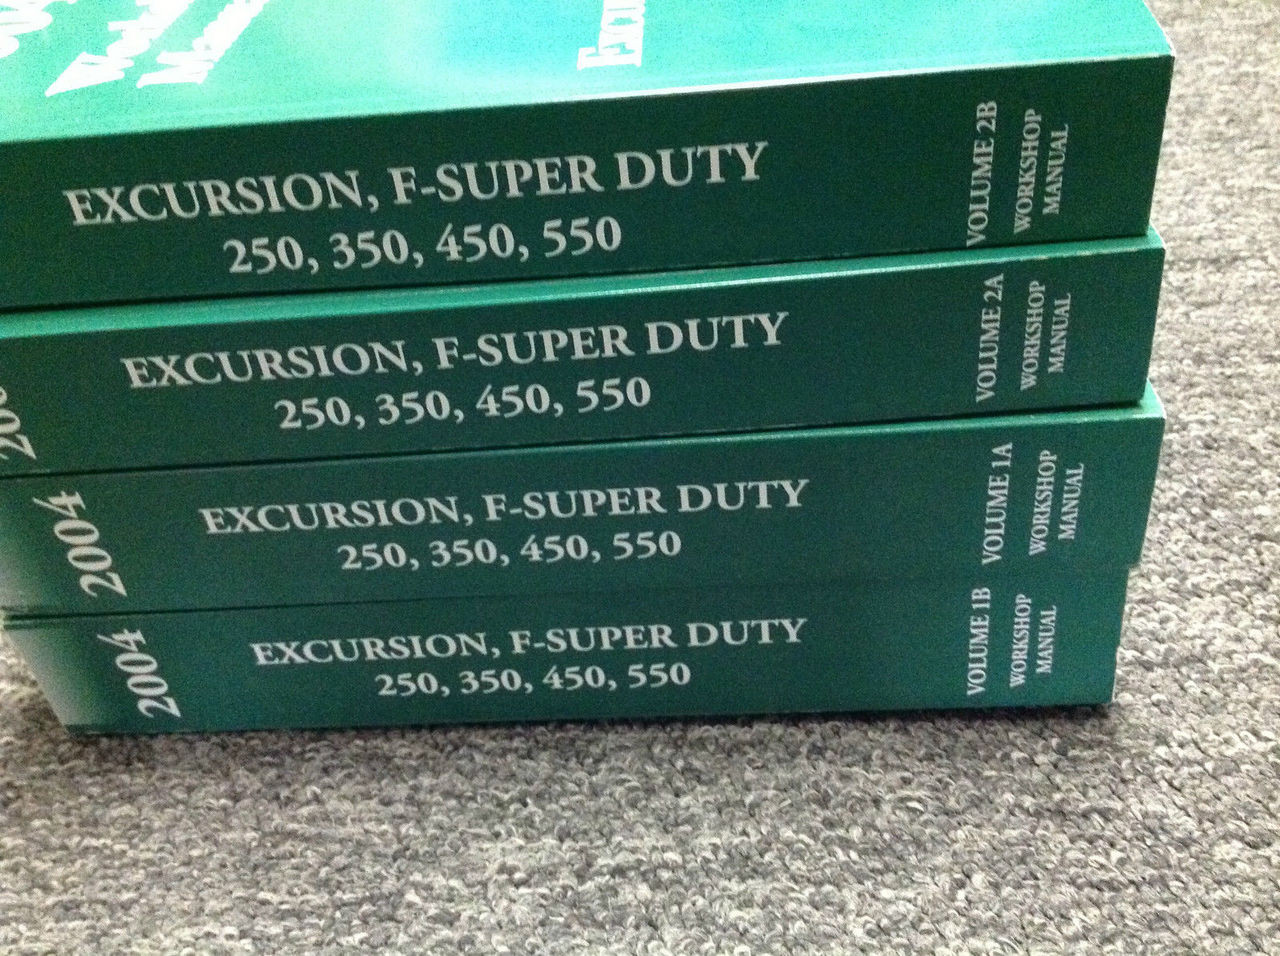 EXCURSION, F-SUPER DUTY
250, 350, 450, 550
VOLUME 2B
WORKSHOP
MANUAL
EXCURSION, F-SUPER DUTY
250, 350, 450, 550
VOLUME 2A
WORKSHOP
MANUAL
2004
EXCURSION, F-SUPER DUTY
250, 350, 450, 550
VOLUME 1A
WORKSHOP
MANUAL
2004
EXCURSION, F-SUPER DUTY
250, 350, 450, 550
VOLUME 1B
WORKSHOP
MANUAL